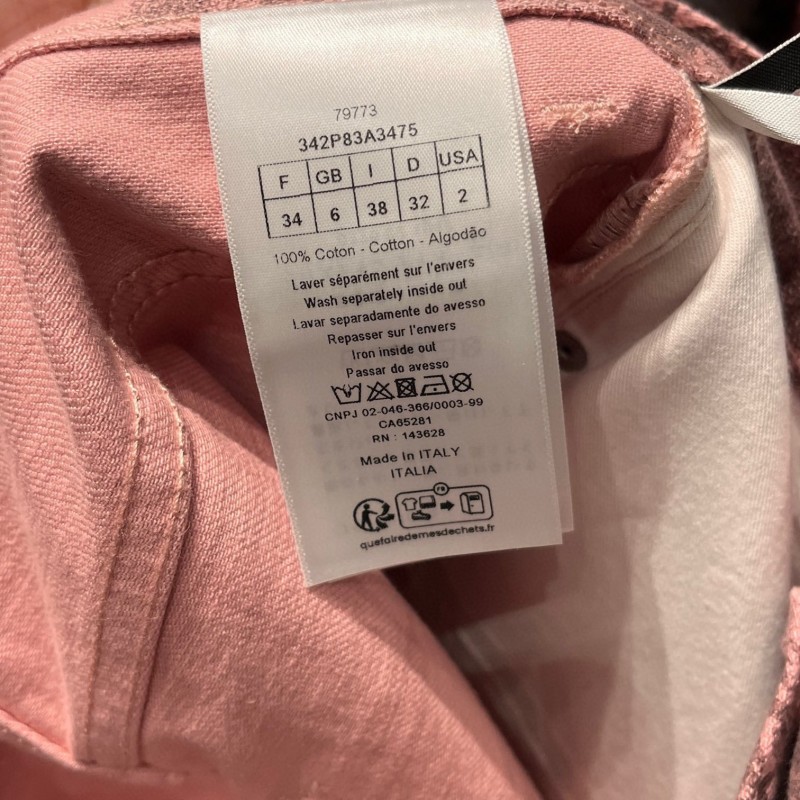 79773
342P83A3475
F GB I D USA
34 6 38 32 2
100% Coton - Cotton - Algodão
Laver séparément sur l'envers
Wash separately inside out
Lavar separadamente do avesso
Repasser sur l'envers
Iron inside out
Passar do avesso
CNPJ 02-046-366/0003-99
CA65281
RN : 143628
Made In ITALY
ITALIA
FR
quefairedemesdechets.fr